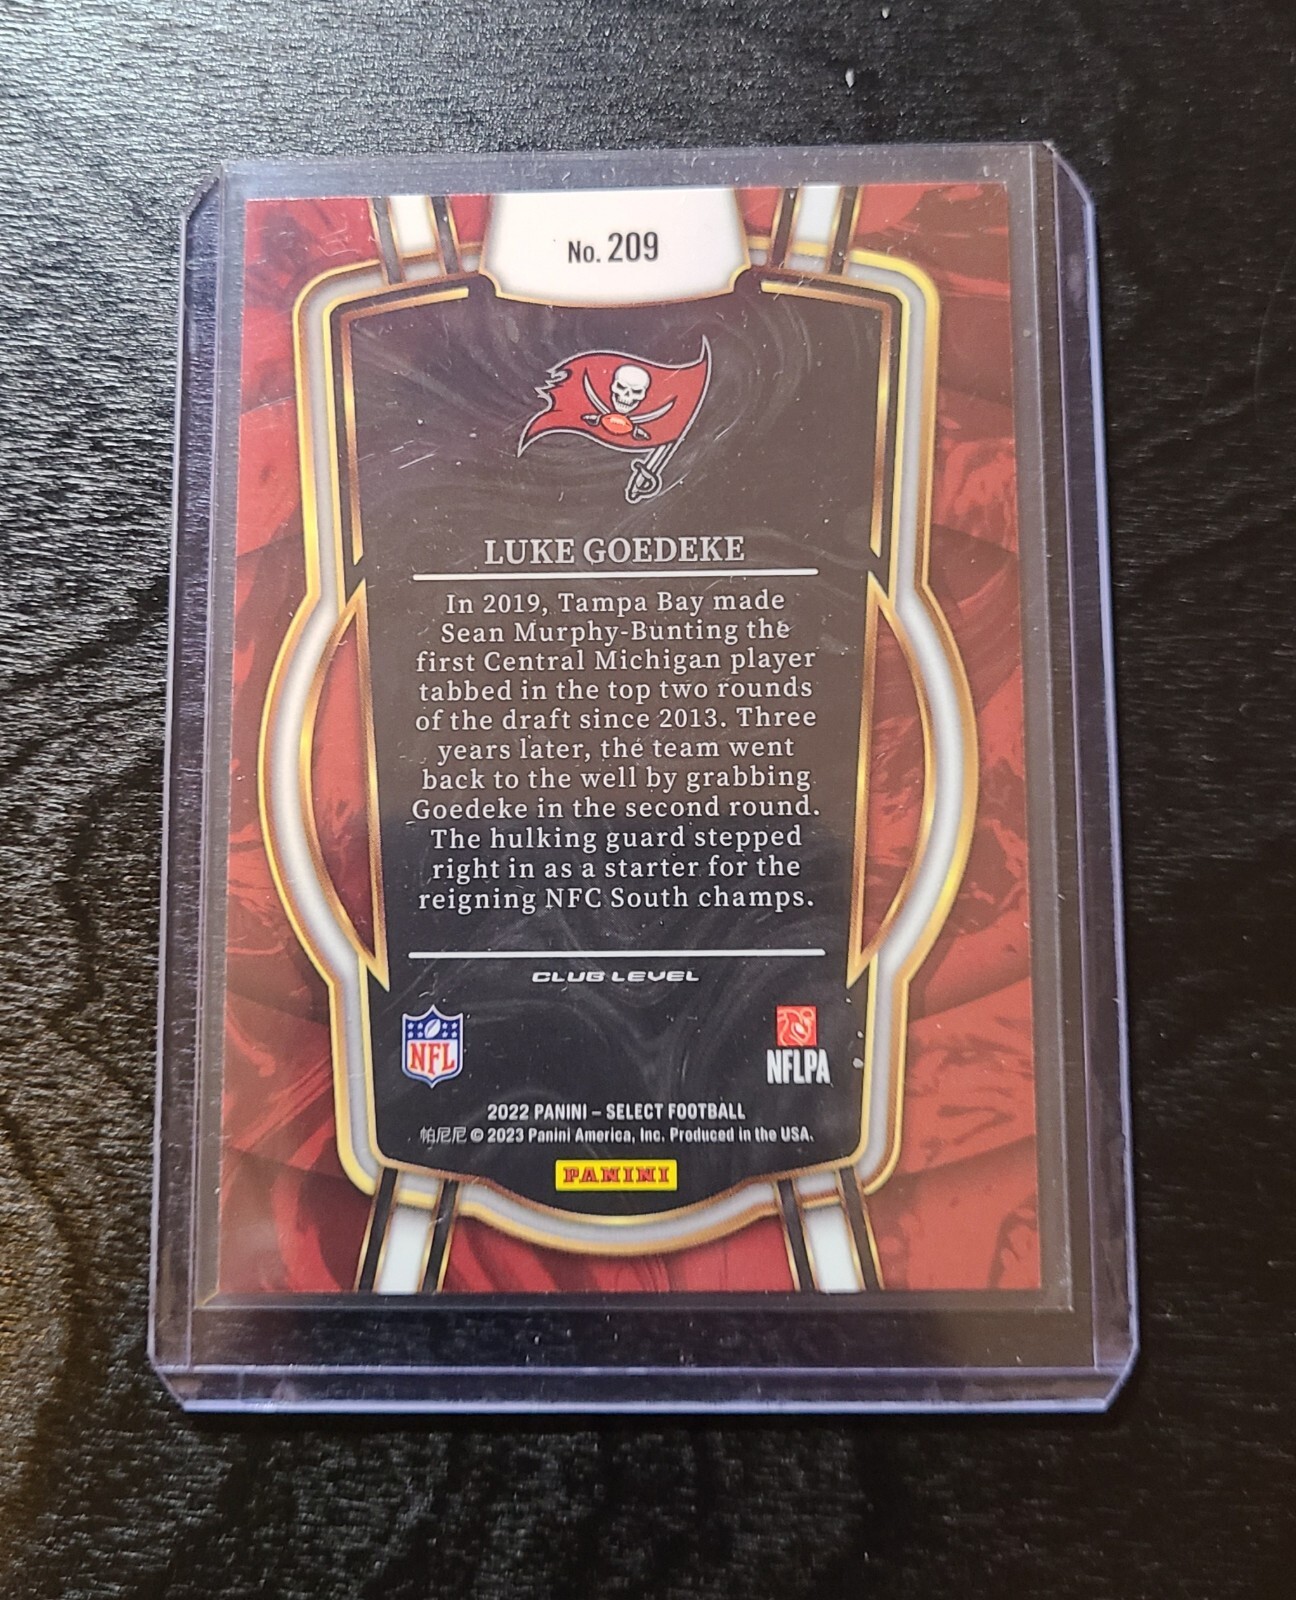 No. 209
LUKE GOEDEKE
In 2019, Tampa Bay made
Sean Murphy-Bunting the
first Central Michigan player
tabbed in the top two rounds
of the draft since 2013. Three
years later, the team went
back to the well by grabbing
Goedeke in the second round.
The hulking guard stepped
right in as a starter for the
reigning NFC South champs.
CLUB LEVEL
NFL
NFLPA
2022 PANINI – SELECT FOOTBALL
帕尼尼 © 2023 Panini America, Inc. Produced in the USA.
PANINI